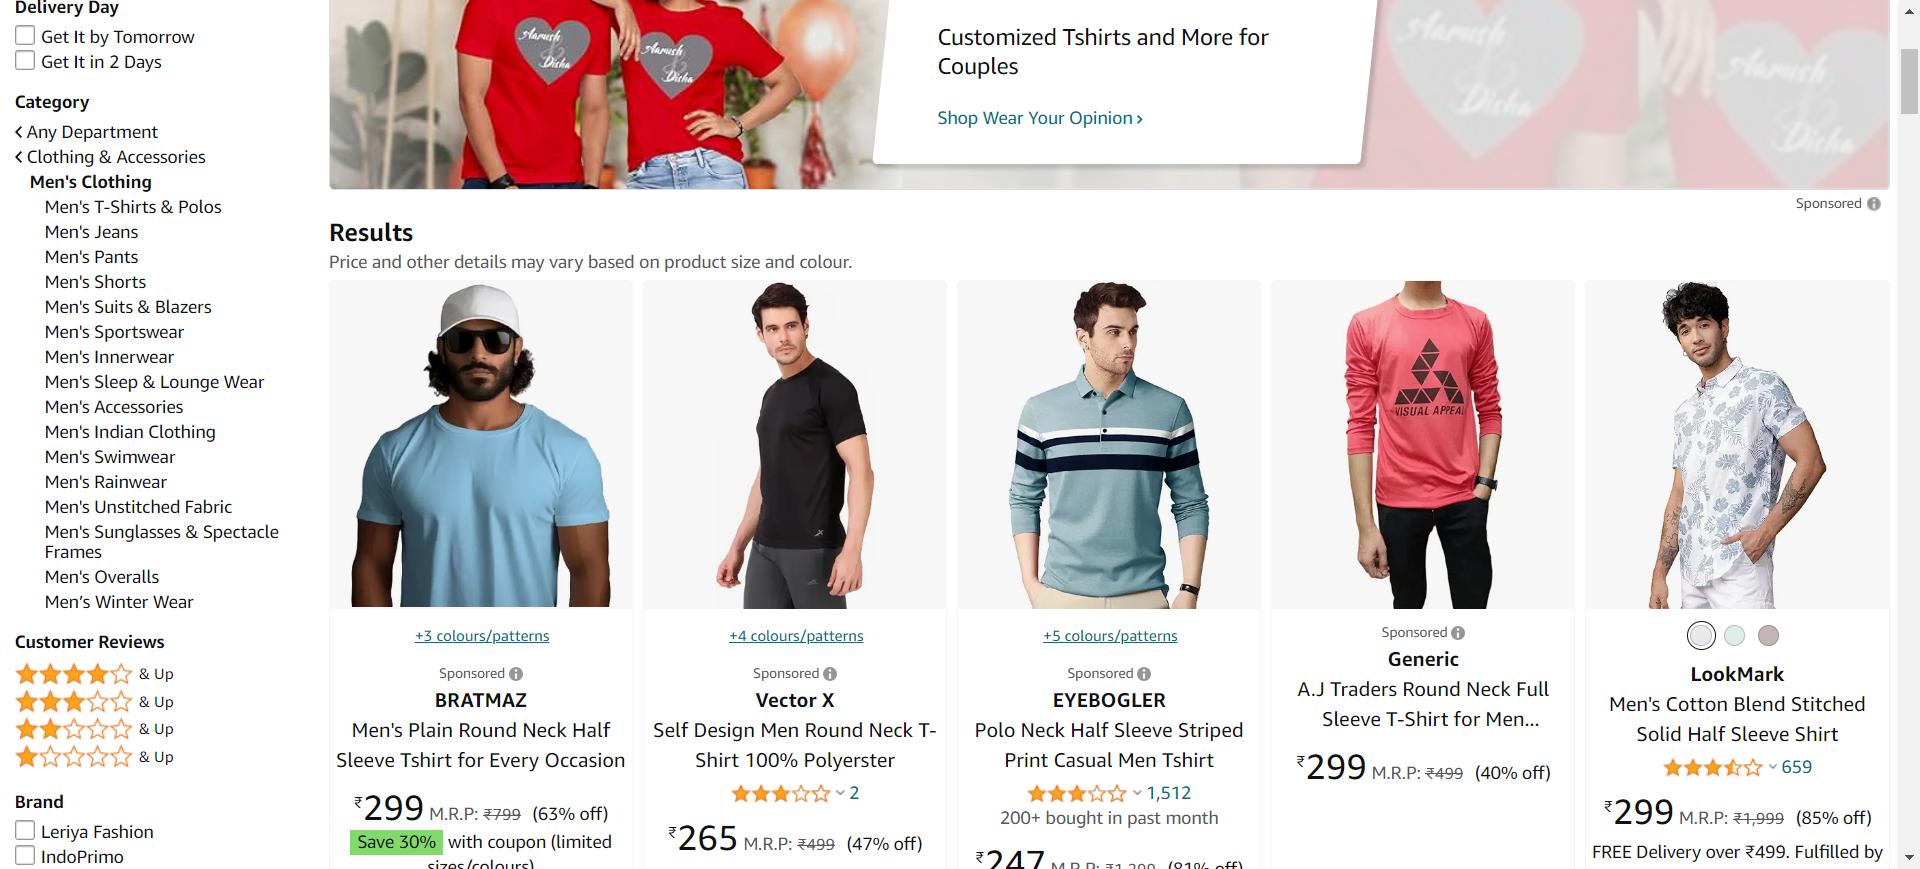 Delivery Day
Get It by Tomorrow
Get It in 2 Days
Category
Any Department
Clothing & Accessories
Men's Clothing
Men's T-Shirts & Polos
Men's Jeans
Men's Pants
Men's Shorts
Men's Suits & Blazers
Men's Sportswear
Men's Innerwear
Men's Sleep & Lounge Wear
Men's Accessories
Men's Indian Clothing
Men's Swimwear
Men's Rainwear
Men's Unstitched Fabric
Men's Sunglasses & Spectacle
Frames
Men's Overalls
Men’s Winter Wear
Customer Reviews
& Up
& Up
& Up
& Up
Brand
Leriya Fashion
IndoPrimo
Aarush
&
Disha
Aarush
&
Disha
Customized Tshirts and More for
Couples
Shop Wear Your Opinion ›
Aarush
Disha
Aarush
Disha
Sponsored
Results
Price and other details may vary based on product size and colour.
+3 colours/patterns
Sponsored
BRATMAZ
Men's Plain Round Neck Half
Sleeve Tshirt for Every Occasion
₹299 M.R.P: ₹799 (63% off)
Save 30% with coupon (limited
sizes/colours)
+4 colours/patterns
Sponsored
Vector X
Self Design Men Round Neck T-
Shirt 100% Polyerster
2
₹265 M.R.P: ₹499 (47% off)
+5 colours/patterns
Sponsored
EYEBOGLER
Polo Neck Half Sleeve Striped
Print Casual Men Tshirt
1,512
200+ bought in past month
₹247 M.R.P: ₹1,299 (81% off)
VISUAL APPEAL
Sponsored
Generic
A.J Traders Round Neck Full
Sleeve T-Shirt for Men...
₹299 M.R.P: ₹499 (40% off)
LookMark
Men's Cotton Blend Stitched
Solid Half Sleeve Shirt
659
₹299 M.R.P: ₹1,999 (85% off)
FREE Delivery over ₹499. Fulfilled by